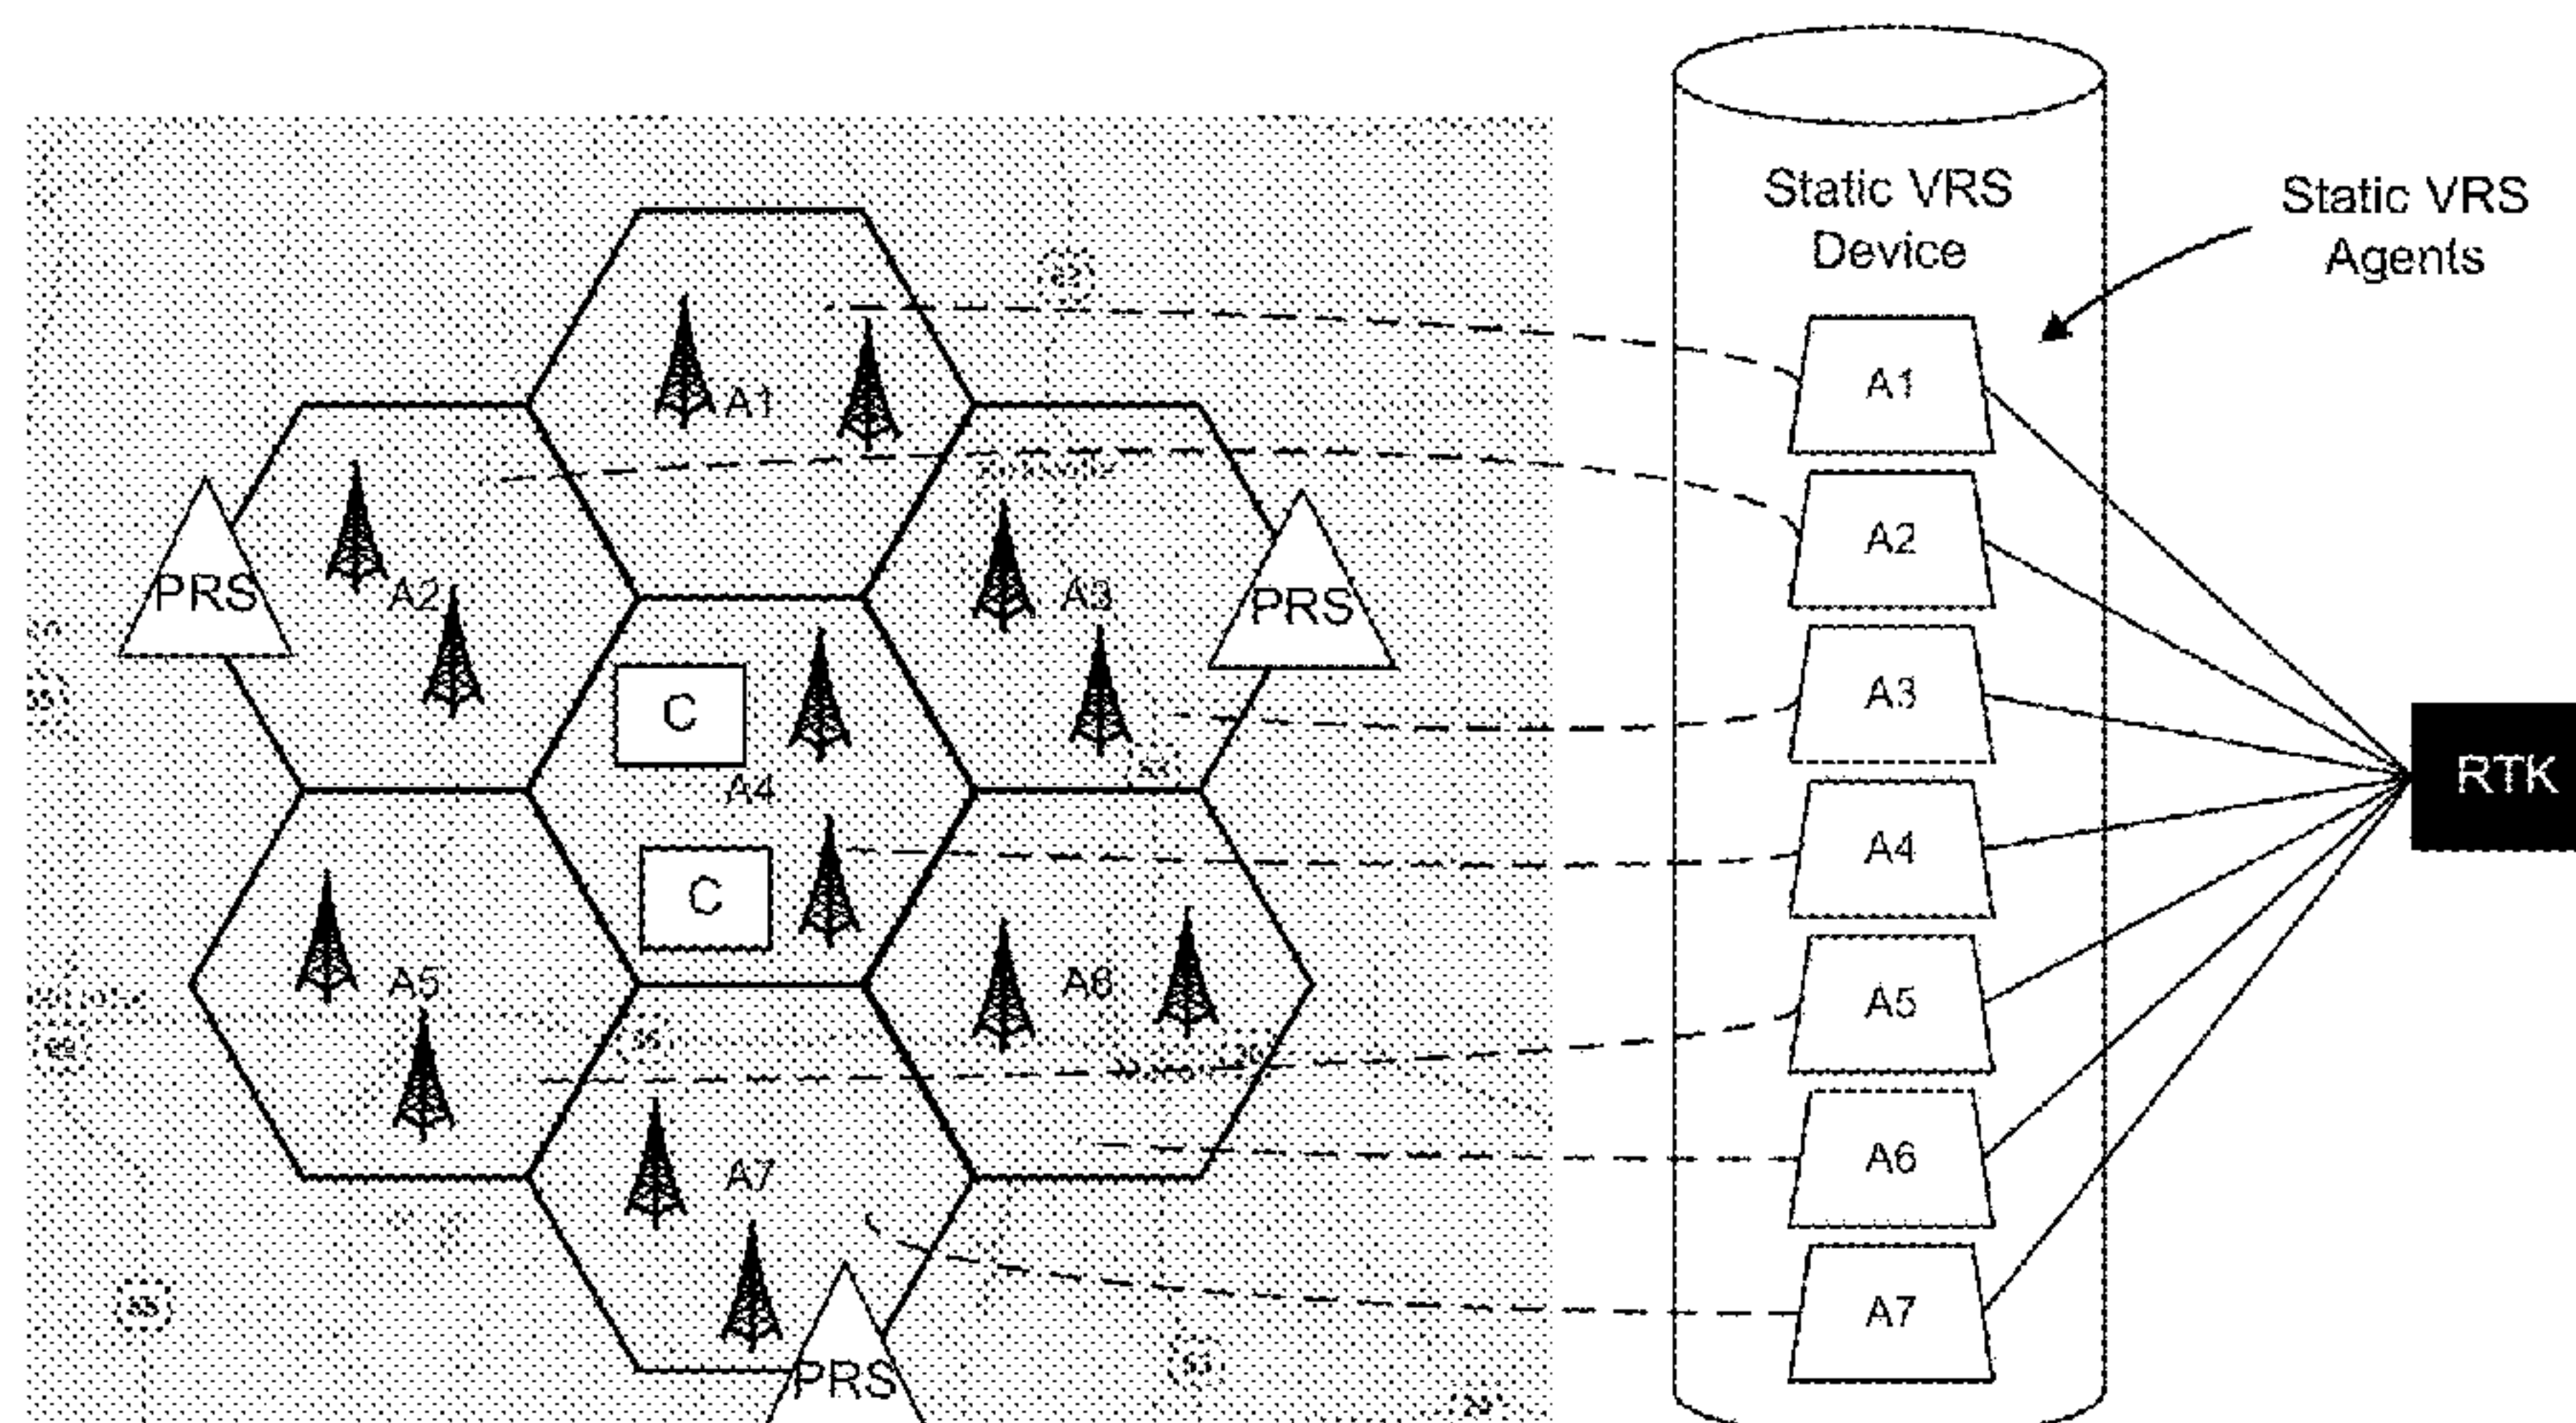 Static VRS
Device
Static VRS
Agents
A1
A2
A3
A4
A5
A6
A7
RTK
A1
PRS
A2
A3
PRS
C
A4
C
A5
A6
A7
PRS